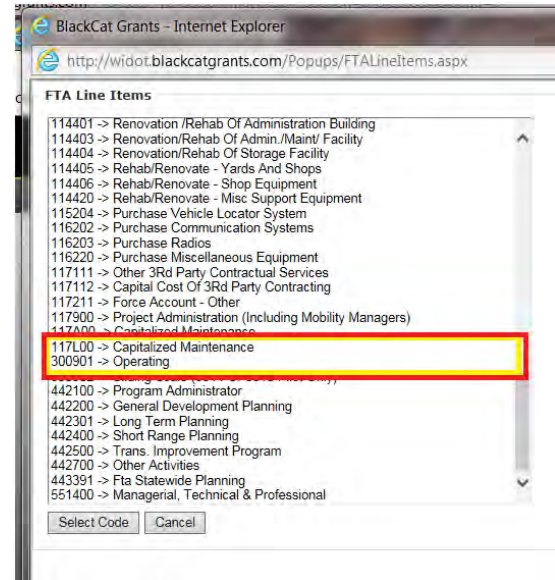 BlackCat Grants - Internet Explorer
http://widot.blackcatgrants.com/Popups/FTALineItems.aspx
FTA Line Items
114401 -> Renovation /Rehab Of Administration Building
114403 -> Renovation/Rehab Of Admin./Maint/ Facility
114404 -> Renovation/Rehab Of Storage Facility
114405 -> Rehab/Renovate - Yards And Shops
114406 -> Rehab/Renovate - Shop Equipment
114420 -> Rehab/Renovate - Misc Support Equipment
115204 -> Purchase Vehicle Locator System
116202 -> Purchase Communication Systems
116203 -> Purchase Radios
116220 -> Purchase Miscellaneous Equipment
117111 -> Other 3Rd Party Contractual Services
117112 -> Capital Cost Of 3Rd Party Contracting
117211 -> Force Account - Other
117900 -> Project Administration (Including Mobility Managers)
117A00 -> Capitalized Maintenance
117L00 -> Capitalized Maintenance
300901 -> Operating
442100 -> Program Administrator
442200 -> General Development Planning
442301 -> Long Term Planning
442400 -> Short Range Planning
442500 -> Trans. Improvement Program
442700 -> Other Activities
443391 -> Fta Statewide Planning
551400 -> Managerial, Technical & Professional
Select Code Cancel